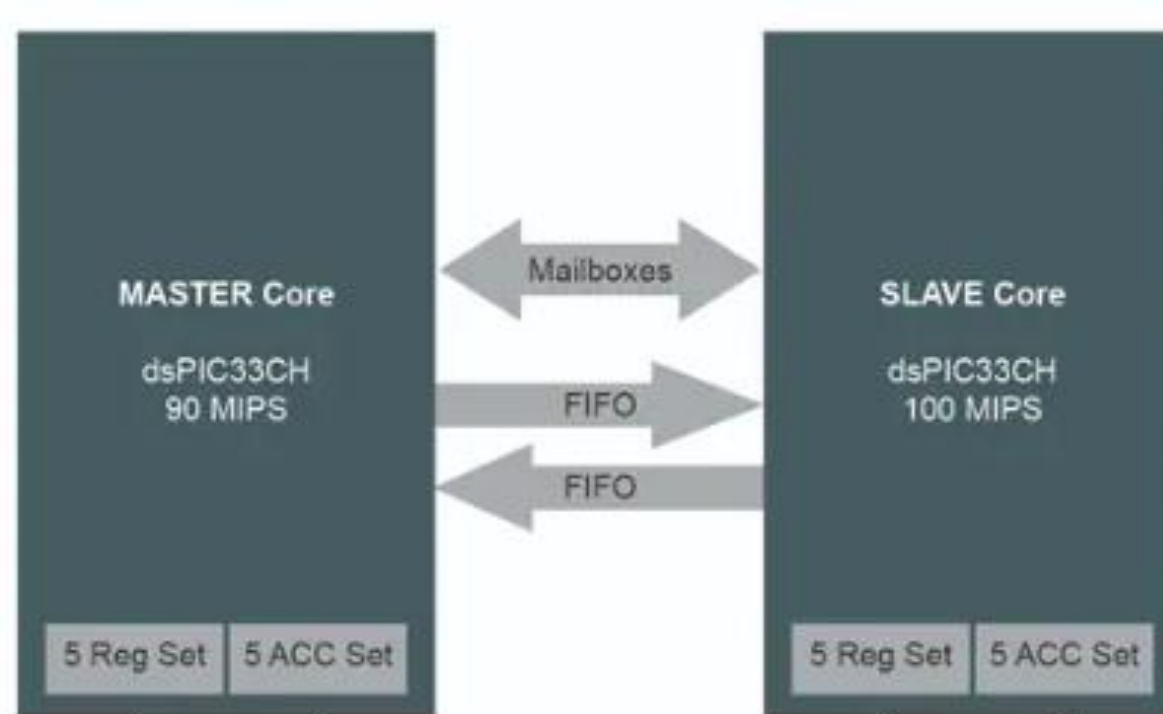 MASTER Core
dsPIC33CH
90 MIPS
5 Reg Set
5 ACC Set
Mailboxes
FIFO
FIFO
SLAVE Core
dsPIC33CH
100 MIPS
5 Reg Set
5 ACC Set